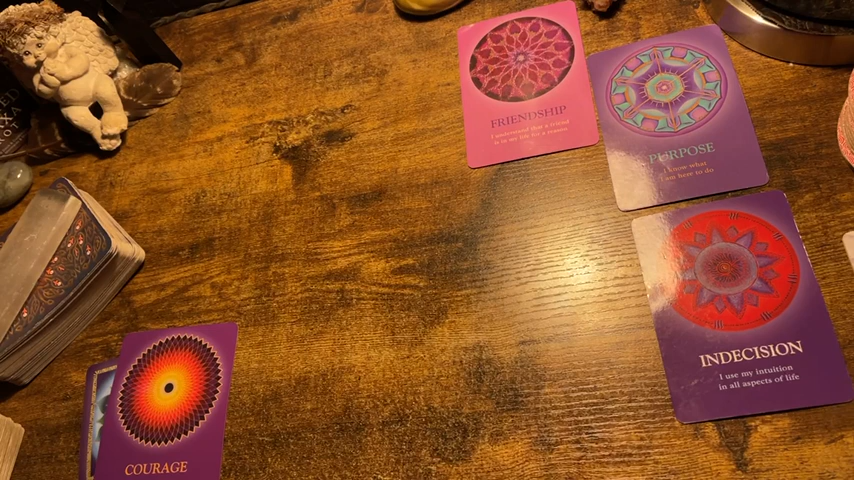 FRIENDSHIP
I understand that a friend
is in my life for a reason
PURPOSE
I know what
I am here to do
INDECISION
I use my intuition
in all aspects of life
COURAGE